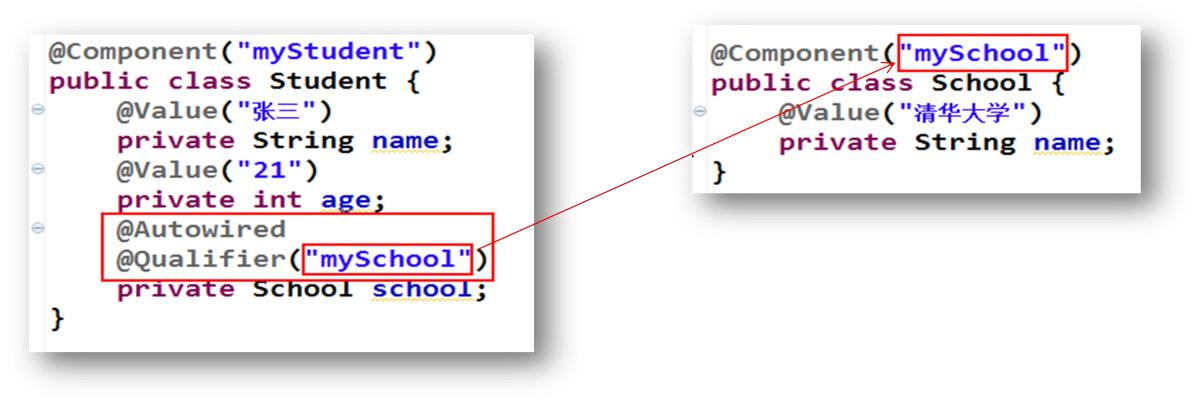 @Component("myStudent")
public class Student {
@Value("张三")
private String name;
@Value("21")
private int age;
@Autowired
@Qualifier("mySchool")
private School school;
}
@Component("mySchool")
public class School {
@Value("清华大学")
private String name;
}